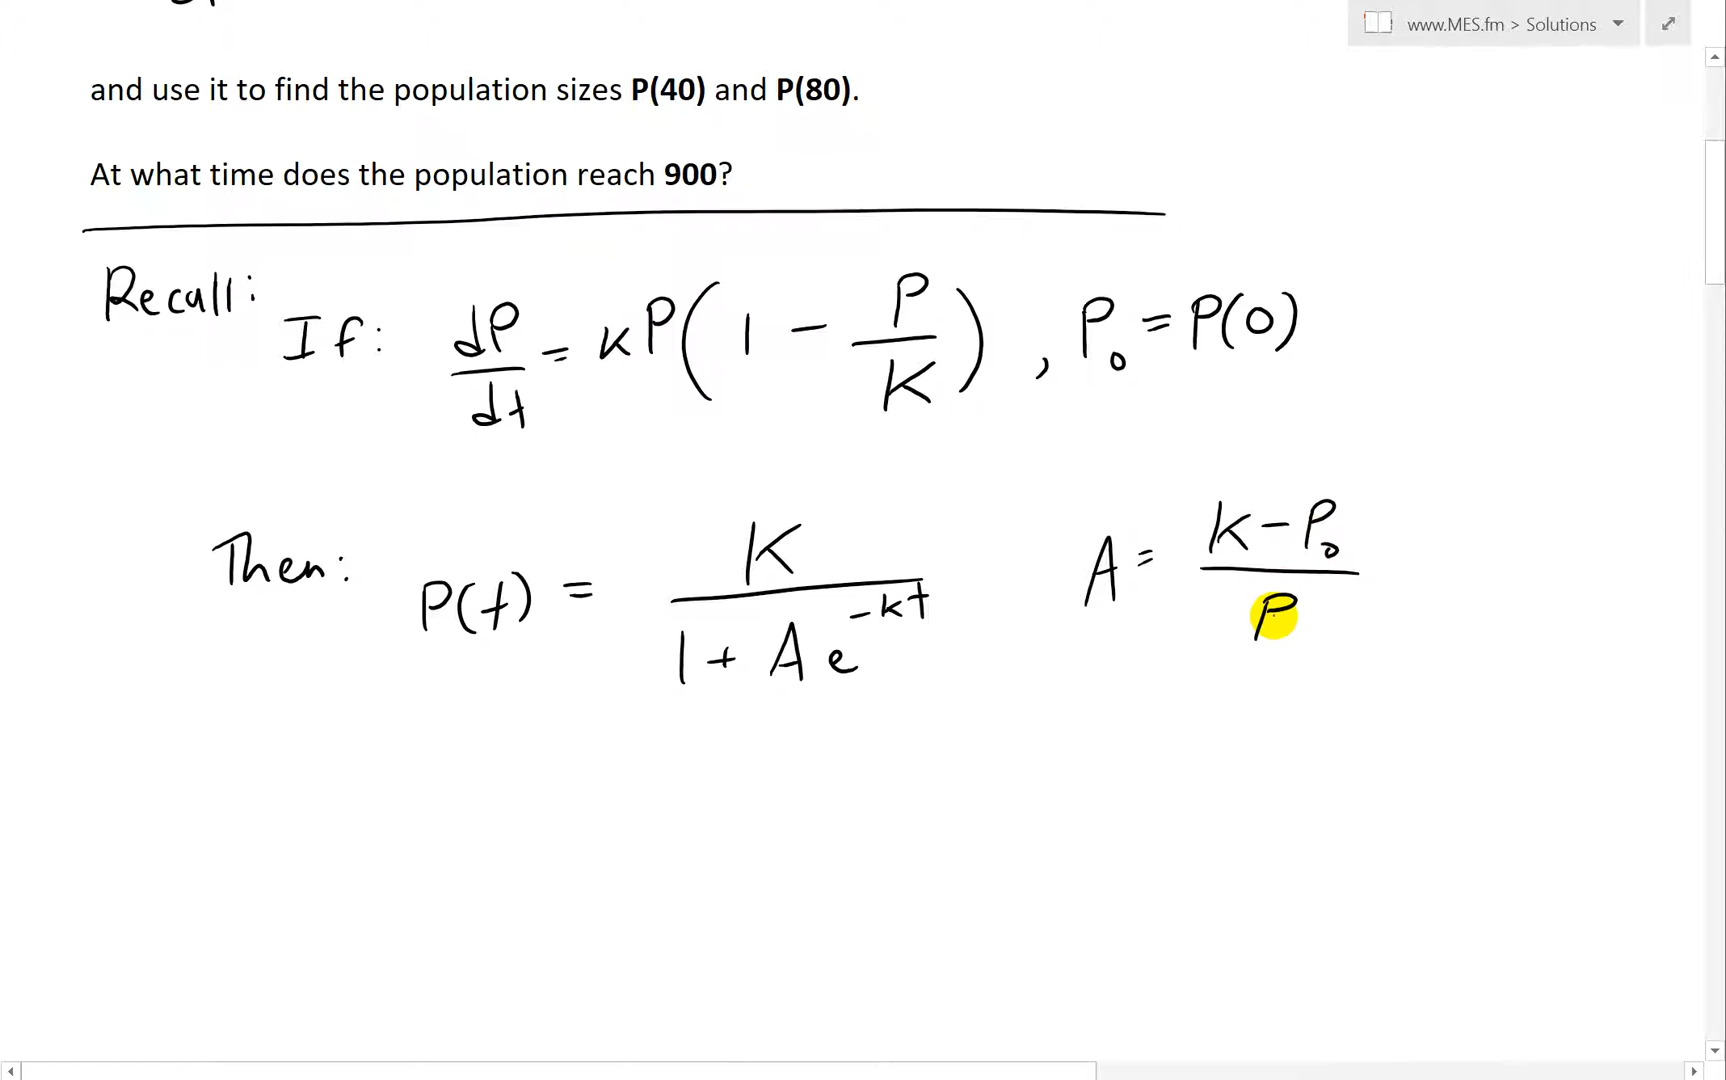 www.MES.fm > Solutions
and use it to find the population sizes P(40) and P(80).
At what time does the population reach 900?
Recall: If: dP/dt = kP(1 - P/K), P₀ = P(0)
Then: P(t) = K/(1 + A e^(-kt))   A = (K - P₀)/P